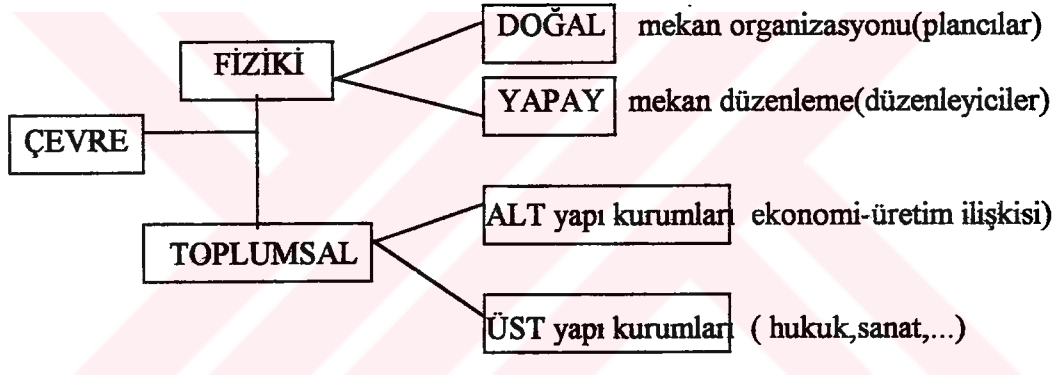 DOĞAL mekan organizasyonu(plancılar)
FİZİKİ
YAPAY mekan düzenleme(düzenleyiciler)
ÇEVRE
ALT yapı kurumları ekonomi-üretim ilişkisi)
TOPLUMSAL
ÜST yapı kurumları ( hukuk,sanat,...)